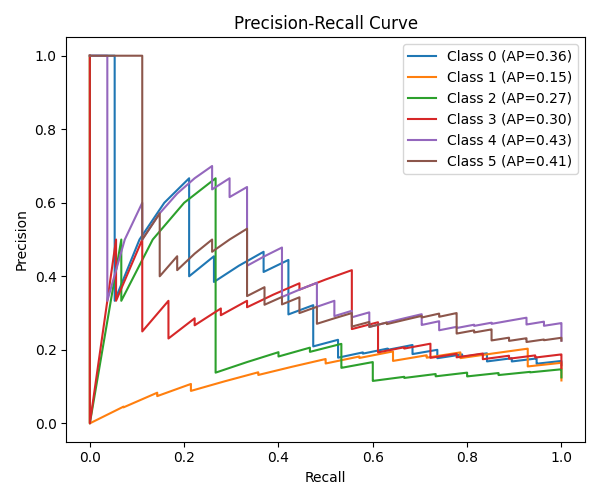 Precision-Recall Curve
Class 0 (AP=0.36)
Class 1 (AP=0.15)
Class 2 (AP=0.27)
Class 3 (AP=0.30)
Class 4 (AP=0.43)
Class 5 (AP=0.41)
Precision
1.0
0.8
0.6
0.4
0.2
0.0
0.0 0.2 0.4 0.6 0.8 1.0
Recall